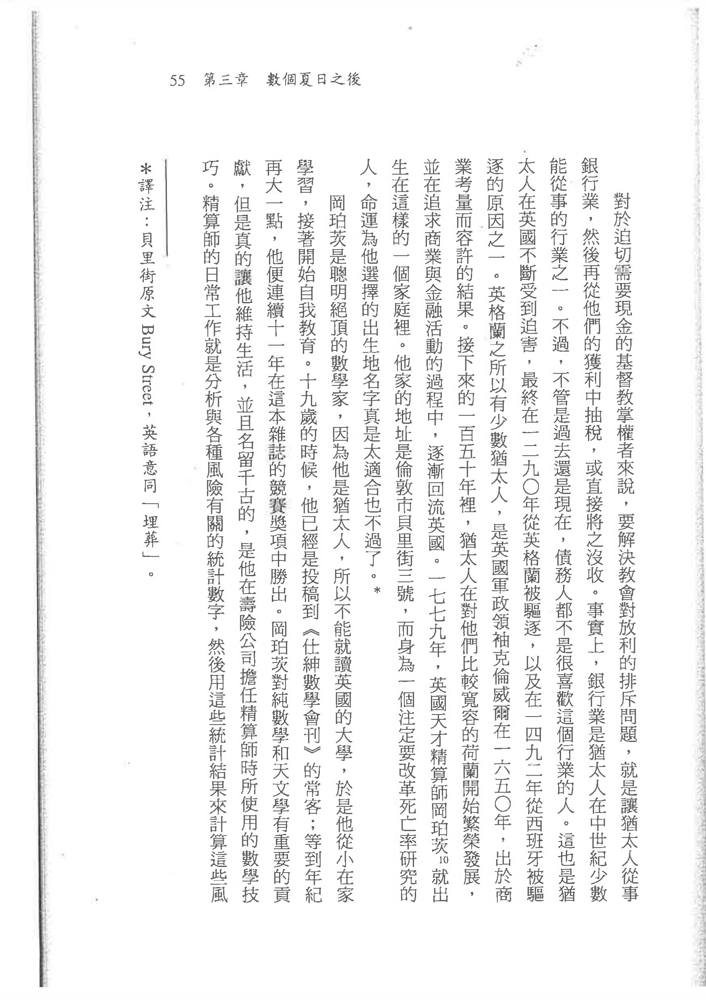 55 第三章 數個夏日之後
對於迫切需要現金的基督教掌權者來說，要解決教會對放利的排斥問題，就是讓猶太人從事
銀行業，然後再從他們的獲利中抽稅，或直接將之沒收。事實上，銀行業是猶太人在中世紀少數
能從事的行業之一。不過，不管是過去還是現在，債務人都不是很喜歡這個行業的人。這也是猶
太人在英國不斷受到迫害，最終在一二九〇年從英格蘭被驅逐，以及在一四九二年從西班牙被驅
逐的原因之一。英格蘭之所以有少數猶太人，是英國軍政領袖克倫威爾在一六五〇年，出於商
業考量而容許的結果。接下來的一百五十年裡，猶太人在對他們比較寬容的荷蘭開始繁榮發展，
並在追求商業與金融活動的過程中，逐漸回流英國。一七七九年，英國天才精算師岡珀茨10就出
生在這樣的一個家庭裡。他家的地址是倫敦市貝里街三號，而身為一個注定要改革死亡率研究的
人，命運為他選擇的出生地名字真是太適合也不過了。*
岡珀茨是聰明絕頂的數學家，因為他是猶太人，所以不能就讀英國的大學，於是他從小在家
學習，接著開始自我教育。十九歲的時候，他已經是投稿到《仕紳數學會刊》的常客；等到年紀
再大一點，他便連續十一年在這本雜誌的競賽獎項中勝出。岡珀茨對純數學和天文學有重要的貢
獻，但是真的讓他維持生活，並且名留千古的，是他在壽險公司擔任精算師時所使用的數學技
巧。精算師的日常工作就是分析與各種風險有關的統計數字，然後用這些統計結果來計算這些風
＊譯注：貝里街原文 Bury Street，英語意同「埋葬」。